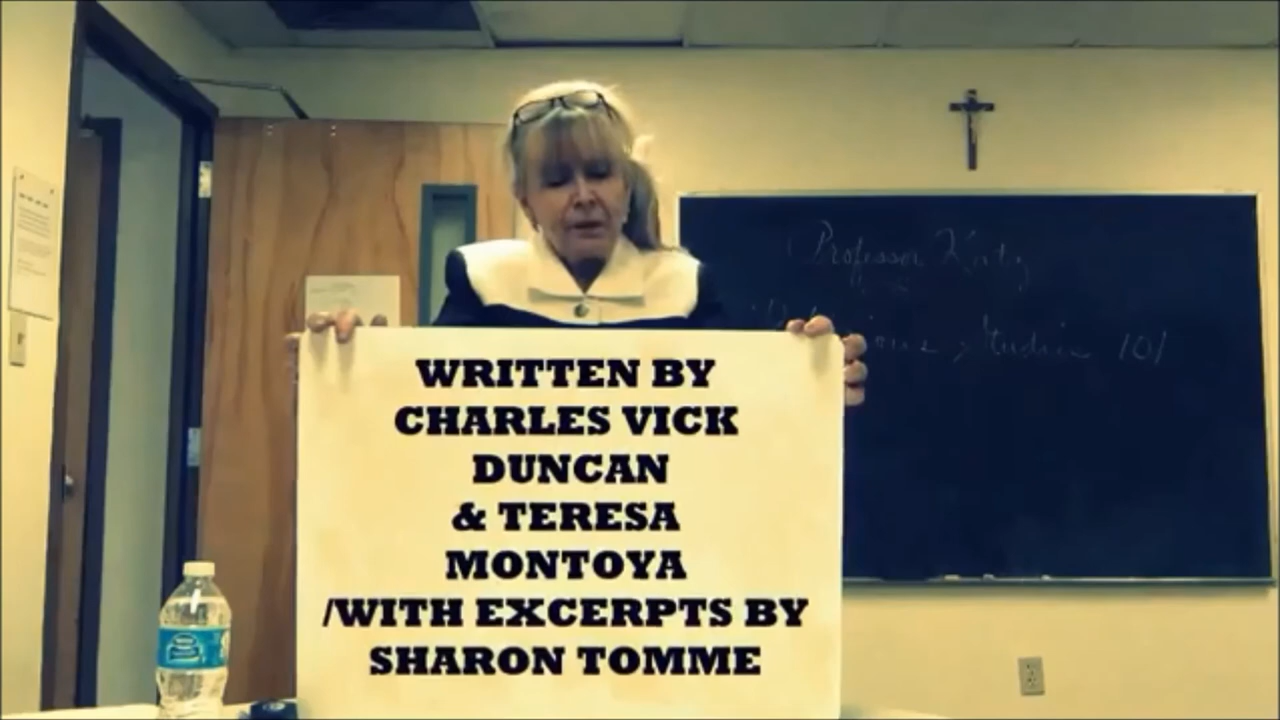 Professor
Studies 101
WRITTEN BY
CHARLES VICK
DUNCAN
& TERESA
MONTOYA
/WITH EXCERPTS BY
SHARON TOMME